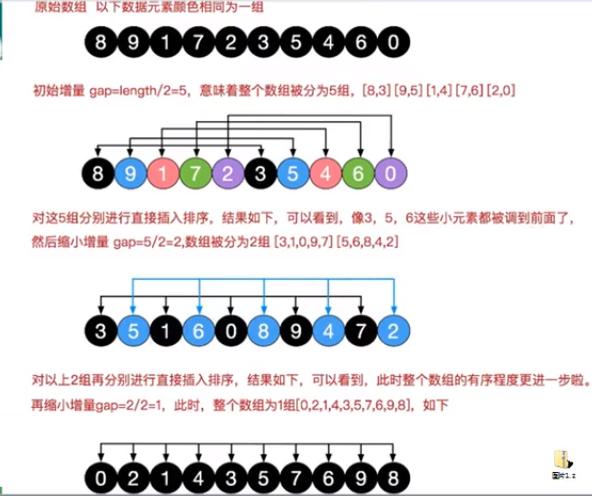 原始数组 以下数据元素颜色相同为一组
8 9 1 7 2 3 5 4 6 0
初始增量 gap=length/2=5，意味着整个数组被分为5组，[8,3][9,5][1,4][7,6][2,0]
8 9 1 7 2 3 5 4 6 0
对这5组分别进行直接插入排序，结果如下，可以看到，像3，5，6这些小元素都被调到前面了，
然后缩小增量 gap=5/2=2,数组被分为2组 [3,1,0,9,7] [5,6,8,4,2]
3 5 1 6 0 8 9 4 7 2
对以上2组再分别进行直接插入排序，结果如下，可以看到，此时整个数组的有序程度更进一步啦。
再缩小增量gap=2/2=1，此时，整个数组为1组[0,2,1,4,3,5,7,6,9,8]，如下
0 2 1 4 3 5 7 6 9 8
图片1.z